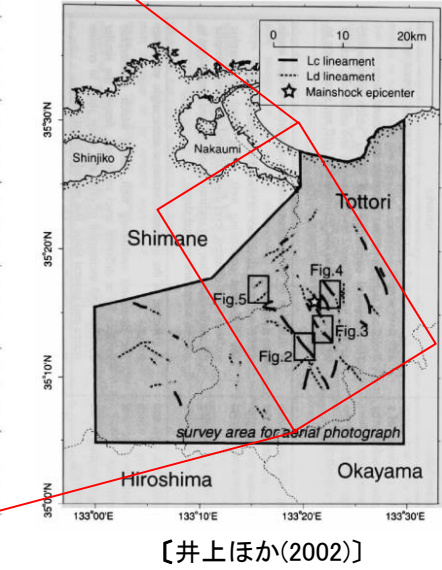 0 10 20km
Lc lineament
Ld lineament
Mainshock epicenter
35°30'N
Nakaumi
Shinjiko
Tottori
35°20'N
Shimane
Fig.4
Fig.5
Fig.3
Fig.2
35°10'N
survey area for aerial photograph
Okayama
Hiroshima
35°00'N
133°00'E 133°10'E 133°20'E 133°30'E
〔井上ほか(2002)〕